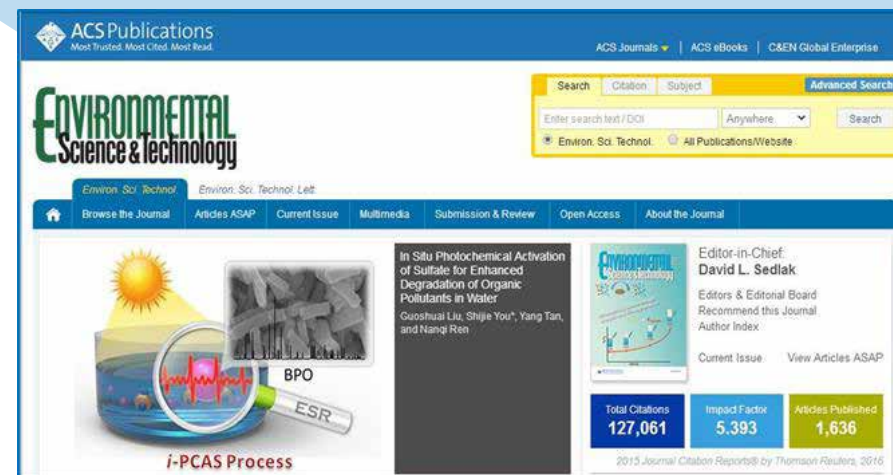 ACS Publications
Most Trusted. Most Cited. Most Read.
ACS Journals | ACS eBooks | C&EN Global Enterprise
Search Citation Subject Advanced Search
Enter search text / DOI Anywhere Search
Environ. Sci. Technol. All Publications/Website
ENVIRONMENTAL
Science & Technology
Environ. Sci. Technol. Environ. Sci. Technol. Lett.
Browse the Journal Articles ASAP Current Issue Multimedia Submission & Review Open Access About the Journal
BPO
ESR
i-PCAS Process
In Situ Photochemical Activation
of Sulfate for Enhanced
Degradation of Organic
Pollutants in Water
Guoshuai Liu, Shijie You*, Yang Tan,
and Nanqi Ren
ENVIRONMENTAL
Science & Technology
Editor-in-Chief:
David L. Sedlak
Editors & Editorial Board
Recommend this Journal
Author Index
Current Issue View Articles ASAP
Total Citations
127,061
Impact Factor
5.393
Articles Published
1,636
2015 Journal Citation Reports® by Thomson Reuters, 2016